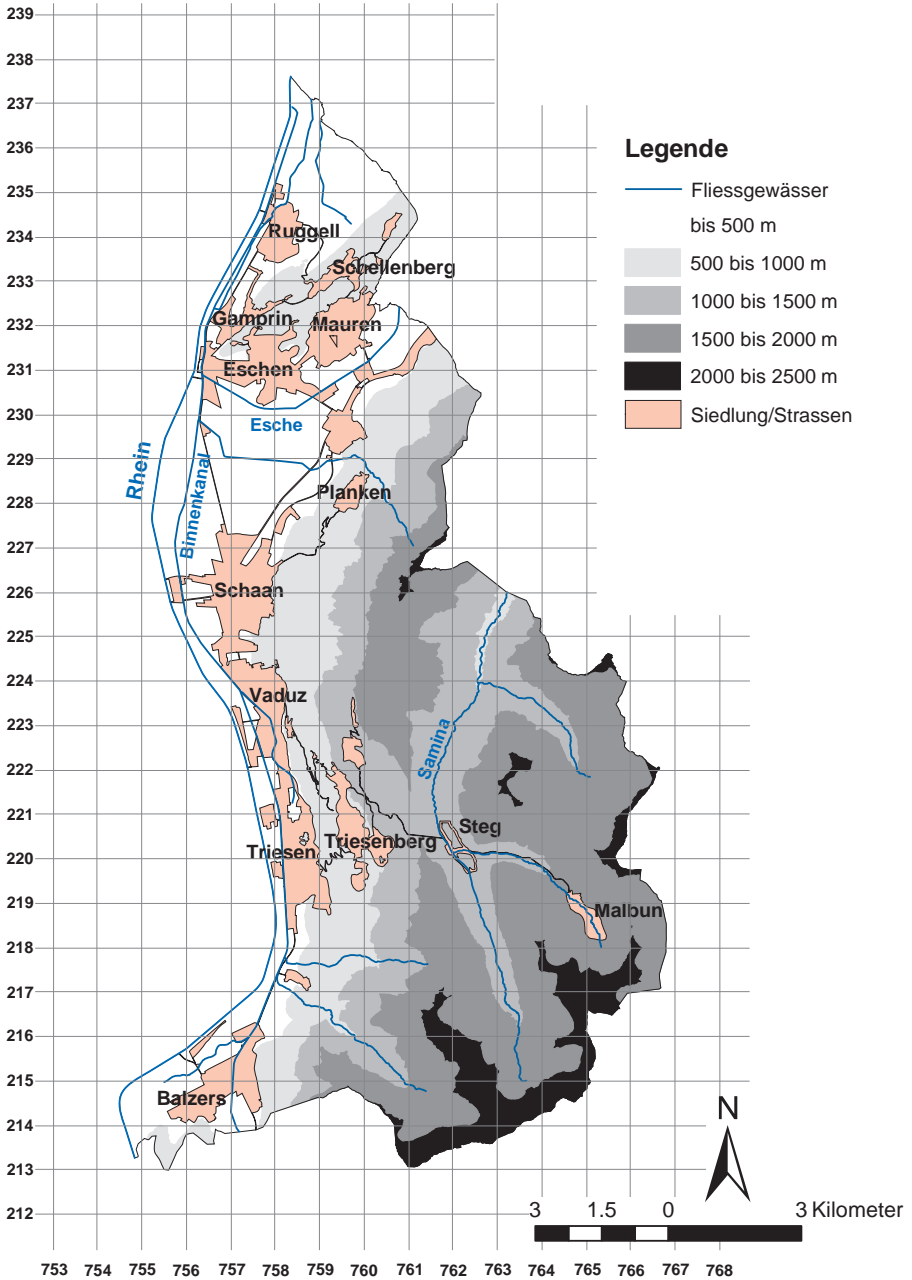 239
238
237
236
235
234
233
232
231
230
229
228
227
226
225
224
223
222
221
220
219
218
217
216
215
214
213
212
753 754 755 756 757 758 759 760 761 762 763 764 765 766 767 768
Ruggell
Schellenberg
Gamprin
Mauren
Eschen
Esche
Rhein
Binnenkanal
Planken
Schaan
Vaduz
Samina
Steg
Triesen
Triesenberg
Malbun
Balzers
Legende
Fliessgewässer
bis 500 m
500 bis 1000 m
1000 bis 1500 m
1500 bis 2000 m
2000 bis 2500 m
Siedlung/Strassen
N
3 1.5 0 3 Kilometer